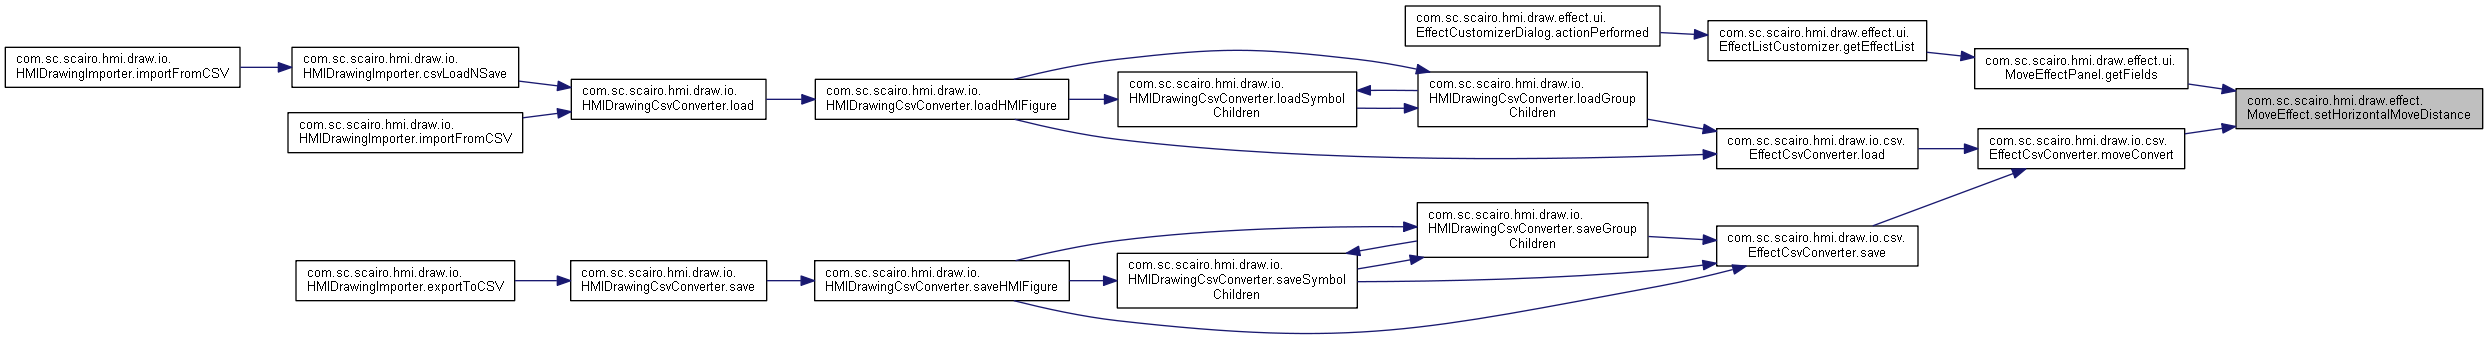 com.sc.scairo.hmi.draw.io.
HMIDrawingImporter.importFromCSV
com.sc.scairo.hmi.draw.io.
HMIDrawingImporter.csvLoadNSave
com.sc.scairo.hmi.draw.io.
HMIDrawingImporter.importFromCSV
com.sc.scairo.hmi.draw.io.
HMIDrawingCsvConverter.load
com.sc.scairo.hmi.draw.io.
HMIDrawingCsvConverter.loadHMIFigure
com.sc.scairo.hmi.draw.io.
HMIDrawingCsvConverter.loadSymbol
Children
com.sc.scairo.hmi.draw.io.
HMIDrawingCsvConverter.loadGroup
Children
com.sc.scairo.hmi.draw.effect.ui.
EffectCustomizerDialog.actionPerformed
com.sc.scairo.hmi.draw.effect.ui.
EffectListCustomizer.getEffectList
com.sc.scairo.hmi.draw.effect.ui.
MoveEffectPanel.getFields
com.sc.scairo.hmi.draw.effect.
MoveEffect.setHorizontalMoveDistance
com.sc.scairo.hmi.draw.io.csv.
EffectCsvConverter.load
com.sc.scairo.hmi.draw.io.csv.
EffectCsvConverter.moveConvert
com.sc.scairo.hmi.draw.io.
HMIDrawingImporter.exportToCSV
com.sc.scairo.hmi.draw.io.
HMIDrawingCsvConverter.save
com.sc.scairo.hmi.draw.io.
HMIDrawingCsvConverter.saveHMIFigure
com.sc.scairo.hmi.draw.io.
HMIDrawingCsvConverter.saveSymbol
Children
com.sc.scairo.hmi.draw.io.
HMIDrawingCsvConverter.saveGroup
Children
com.sc.scairo.hmi.draw.io.csv.
EffectCsvConverter.save